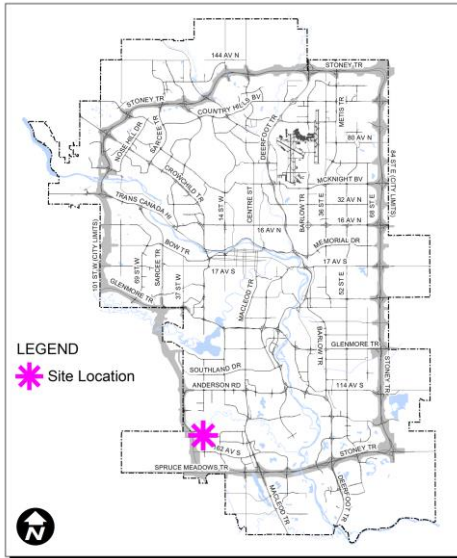 144 AV N
STONEY TR
STONEY TR
COUNTRY HILLS BV
METIS TR
NOSE HILL DR
SARCEE TR
DEERFOOT TR
80 AV N
CROWCHILD TR
MCKNIGHT BV
84 ST E (CITY LIMITS)
TRANS CANADA HI
14 ST W
CENTRE ST
BARLOW TR
36 ST E
32 AV N
68 ST E
16 AV N
16 AV N
101 ST W (CITY LIMITS)
BOW TR
MEMORIAL DR
69 ST W
SARCEE TR
37 ST W
17 AV S
17 AV S
52 ST E
GLENMORE TR
MACLEOD TR
BARLOW TR
GLENMORE TR
LEGEND
Site Location
SOUTHLAND DR
STONEY TR
ANDERSON RD
114 AV S
62 AV S
STONEY TR
SPRUCE MEADOWS TR
MACLEOD TR
DEERFOOT TR
N